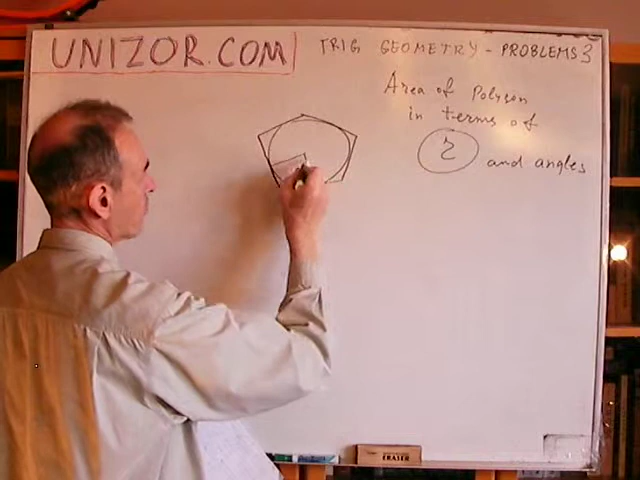 UNIZOR.COM TRIG GEOMETRY - PROBLEMS 3
Area of Polygon
in terms of
r and angles
ERASER